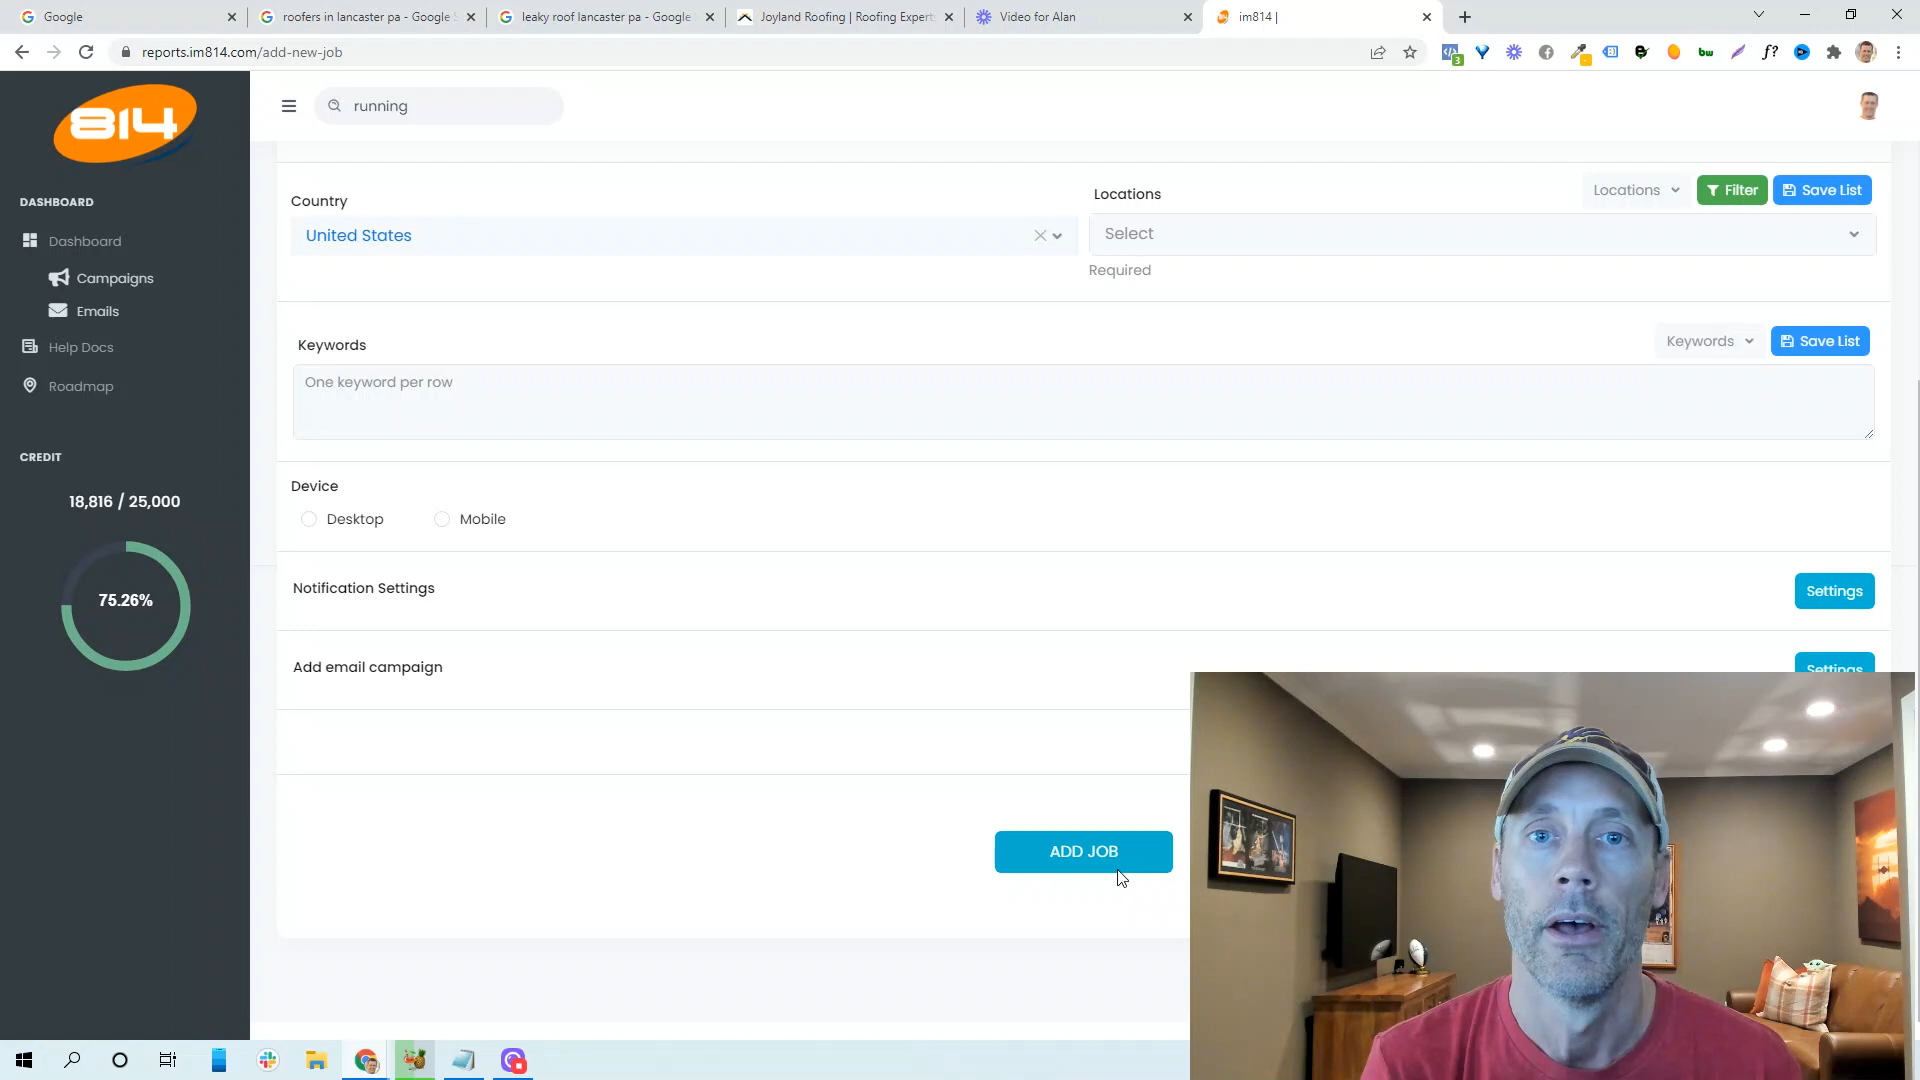 Google
roofers in lancaster pa - Google S
leaky roof lancaster pa - Google
Joyland Roofing | Roofing Expert
Video for Alan
im814 |
reports.im814.com/add-new-job
3
bw
f?
814
running
DASHBOARD
Dashboard
Campaigns
Emails
Help Docs
Roadmap
CREDIT
18,816 / 25,000
75.26%
Country
United States
Locations
Locations
Filter
Save List
Select
Required
Keywords
Keywords
Save List
One keyword per row
Device
Desktop
Mobile
Notification Settings
Settings
Add email campaign
Settings
ADD JOB